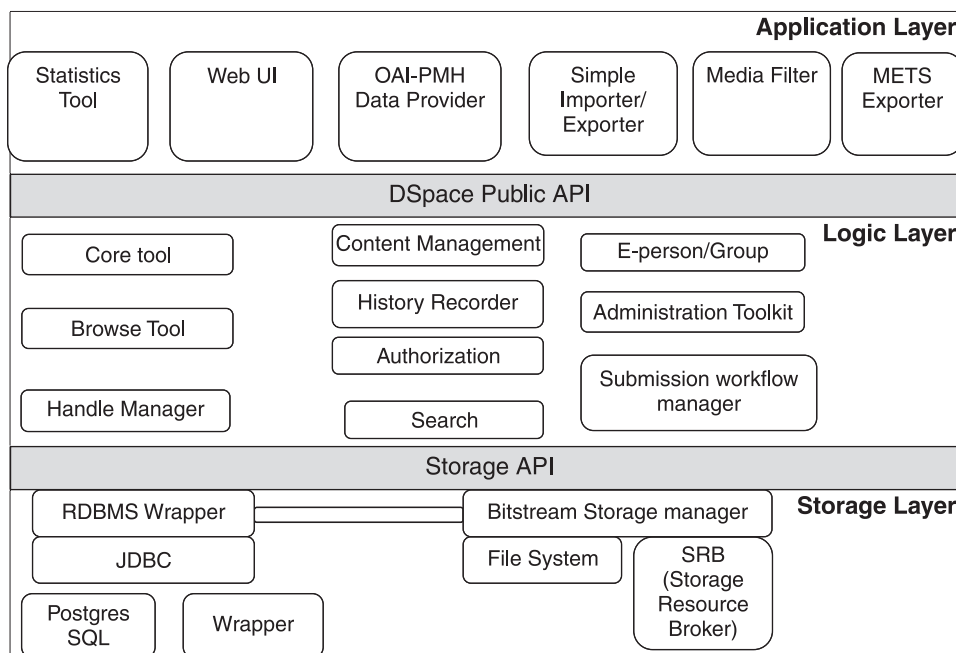 Application Layer
Statistics
Tool
Web UI
OAI-PMH
Data Provider
Simple
Importer/
Exporter
Media Filter
METS
Exporter
DSpace Public API
Logic Layer
Core tool
Content Management
E-person/Group
Browse Tool
History Recorder
Administration Toolkit
Authorization
Handle Manager
Search
Submission workflow
manager
Storage API
Storage Layer
RDBMS Wrapper
Bitstream Storage manager
JDBC
File System
SRB
(Storage
Resource
Broker)
Postgres
SQL
Wrapper